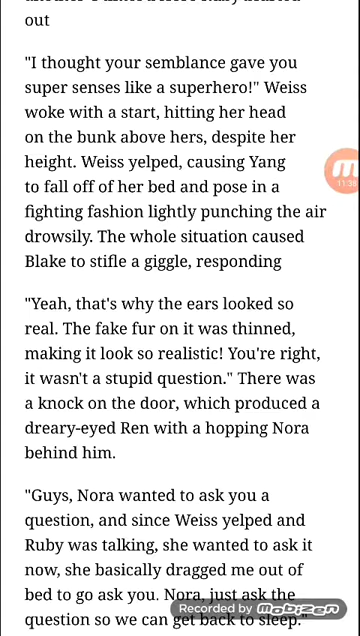 out
"I thought your semblance gave you
super senses like a superhero!" Weiss
woke with a start, hitting her head
on the bunk above hers, despite her
height. Weiss yelped, causing Yang
to fall off of her bed and pose in a
fighting fashion lightly punching the air
drowsily. The whole situation caused
Blake to stifle a giggle, responding
"Yeah, that's why the ears looked so
real. The fake fur on it was thinned,
making it look so realistic! You're right,
it wasn't a stupid question." There was
a knock on the door, which produced a
dreary-eyed Ren with a hopping Nora
behind him.
"Guys, Nora wanted to ask you a
question, and since Weiss yelped and
Ruby was talking, she wanted to ask it
now, she basically dragged me out of
bed to go ask you. Nora, just ask the
question so we can get back to sleep."
11:35
Recorded by mobizen